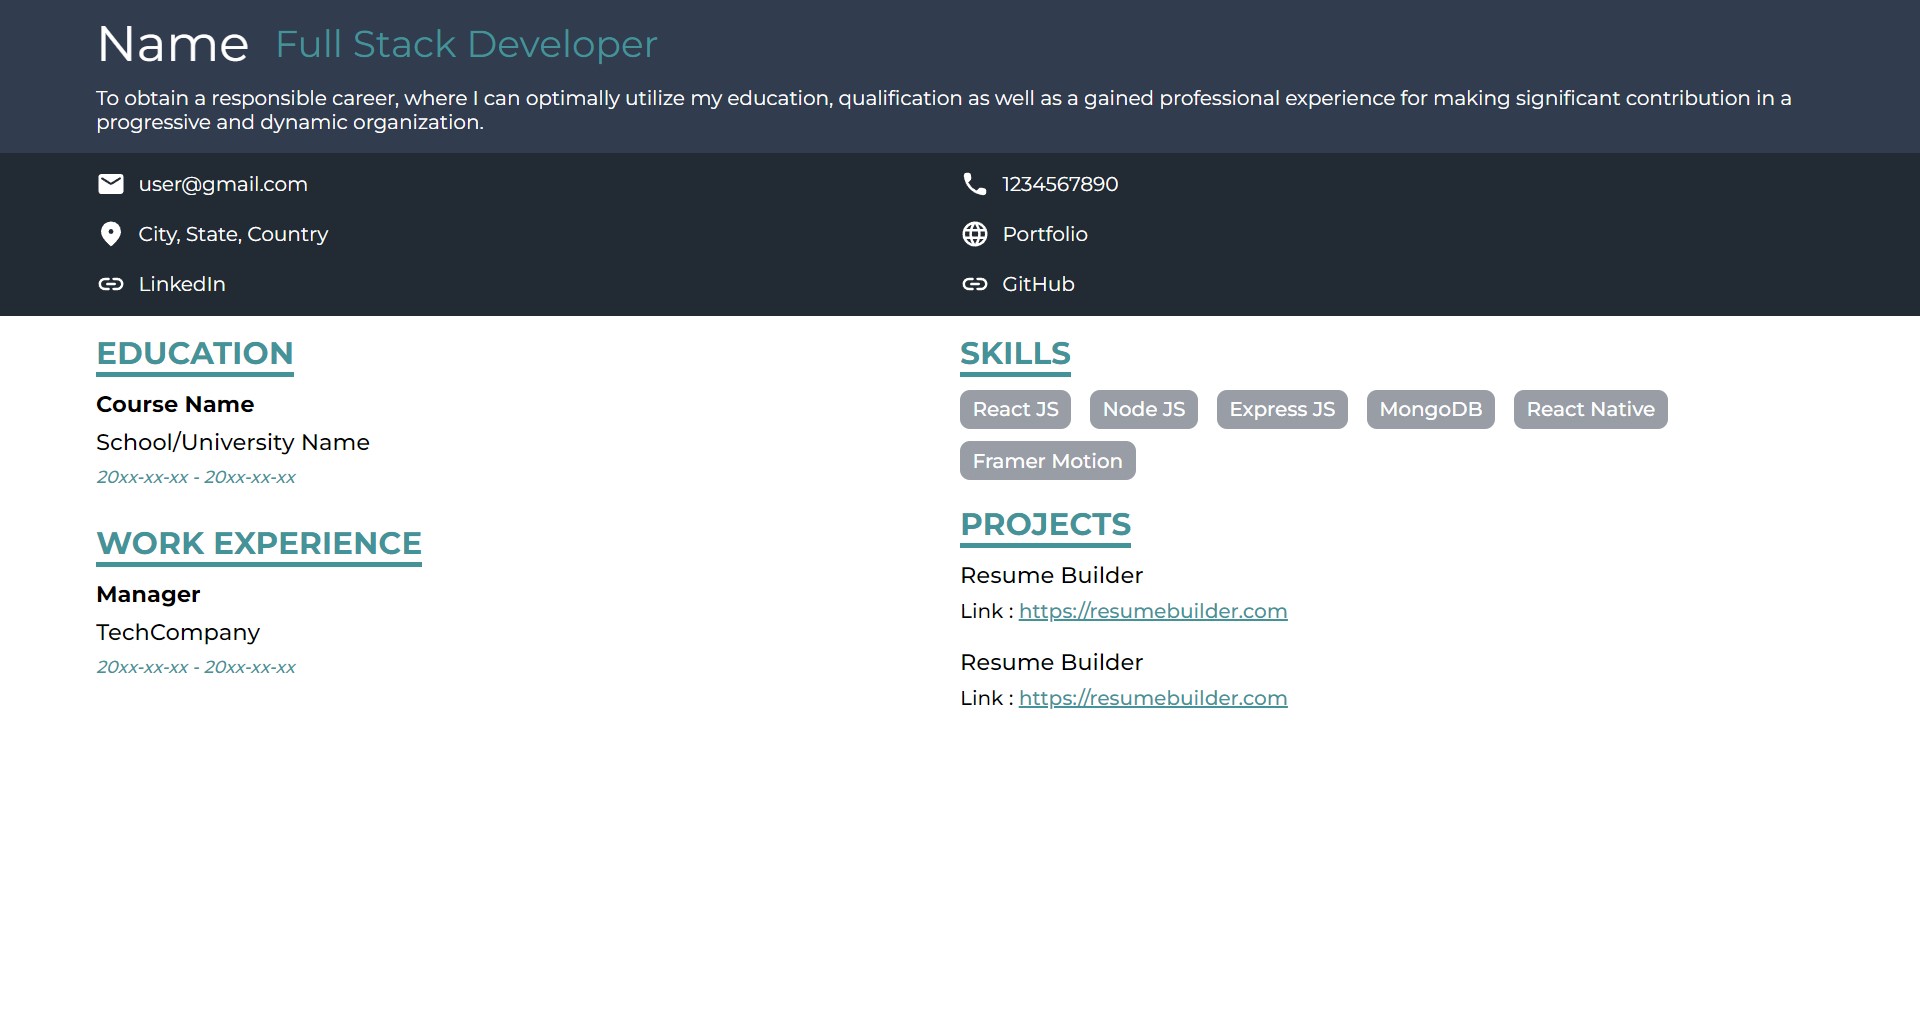 Name Full Stack Developer
To obtain a responsible career, where I can optimally utilize my education, qualification as well as a gained professional experience for making significant contribution in a
progressive and dynamic organization.
user@gmail.com
1234567890
City, State, Country
Portfolio
LinkedIn
GitHub
EDUCATION
Course Name
School/University Name
20xx-xx-xx - 20xx-xx-xx
WORK EXPERIENCE
Manager
TechCompany
20xx-xx-xx - 20xx-xx-xx
SKILLS
React JS Node JS Express JS MongoDB React Native
Framer Motion
PROJECTS
Resume Builder
Link : https://resumebuilder.com
Resume Builder
Link : https://resumebuilder.com